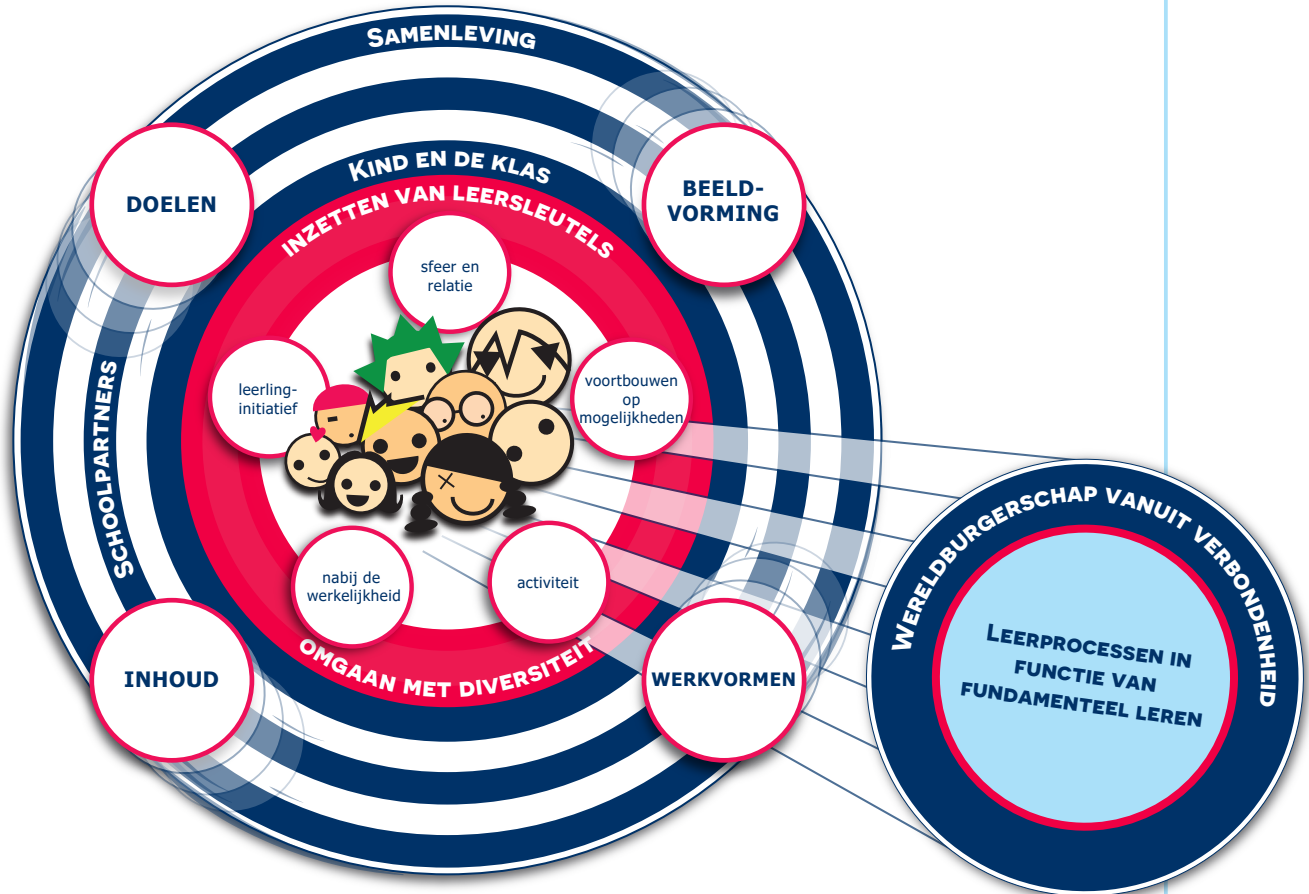 SAMENLEVING
DOELEN
BEELD-
VORMING
KIND EN DE KLAS
INZETTEN VAN LEERSLEUTELS
sfeer en
relatie
leerling-
initiatief
voortbouwen
op
mogelijkheden
SCHOOLPARTNERS
nabij de
werkelijkheid
activiteit
OMGAAN MET DIVERSITEIT
INHOUD
WERKVORMEN
WERELDBURGERSCHAP VANUIT VERBONDENHEID
LEERPROCESSEN IN
FUNCTIE VAN
FUNDAMENTEEL LEREN